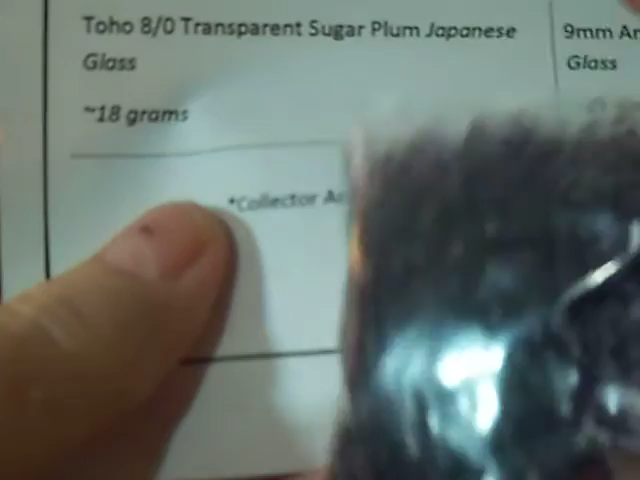 Toho 8/0 Transparent Sugar Plum Japanese
Glass
~18 grams
*Collector
9mm
Glass